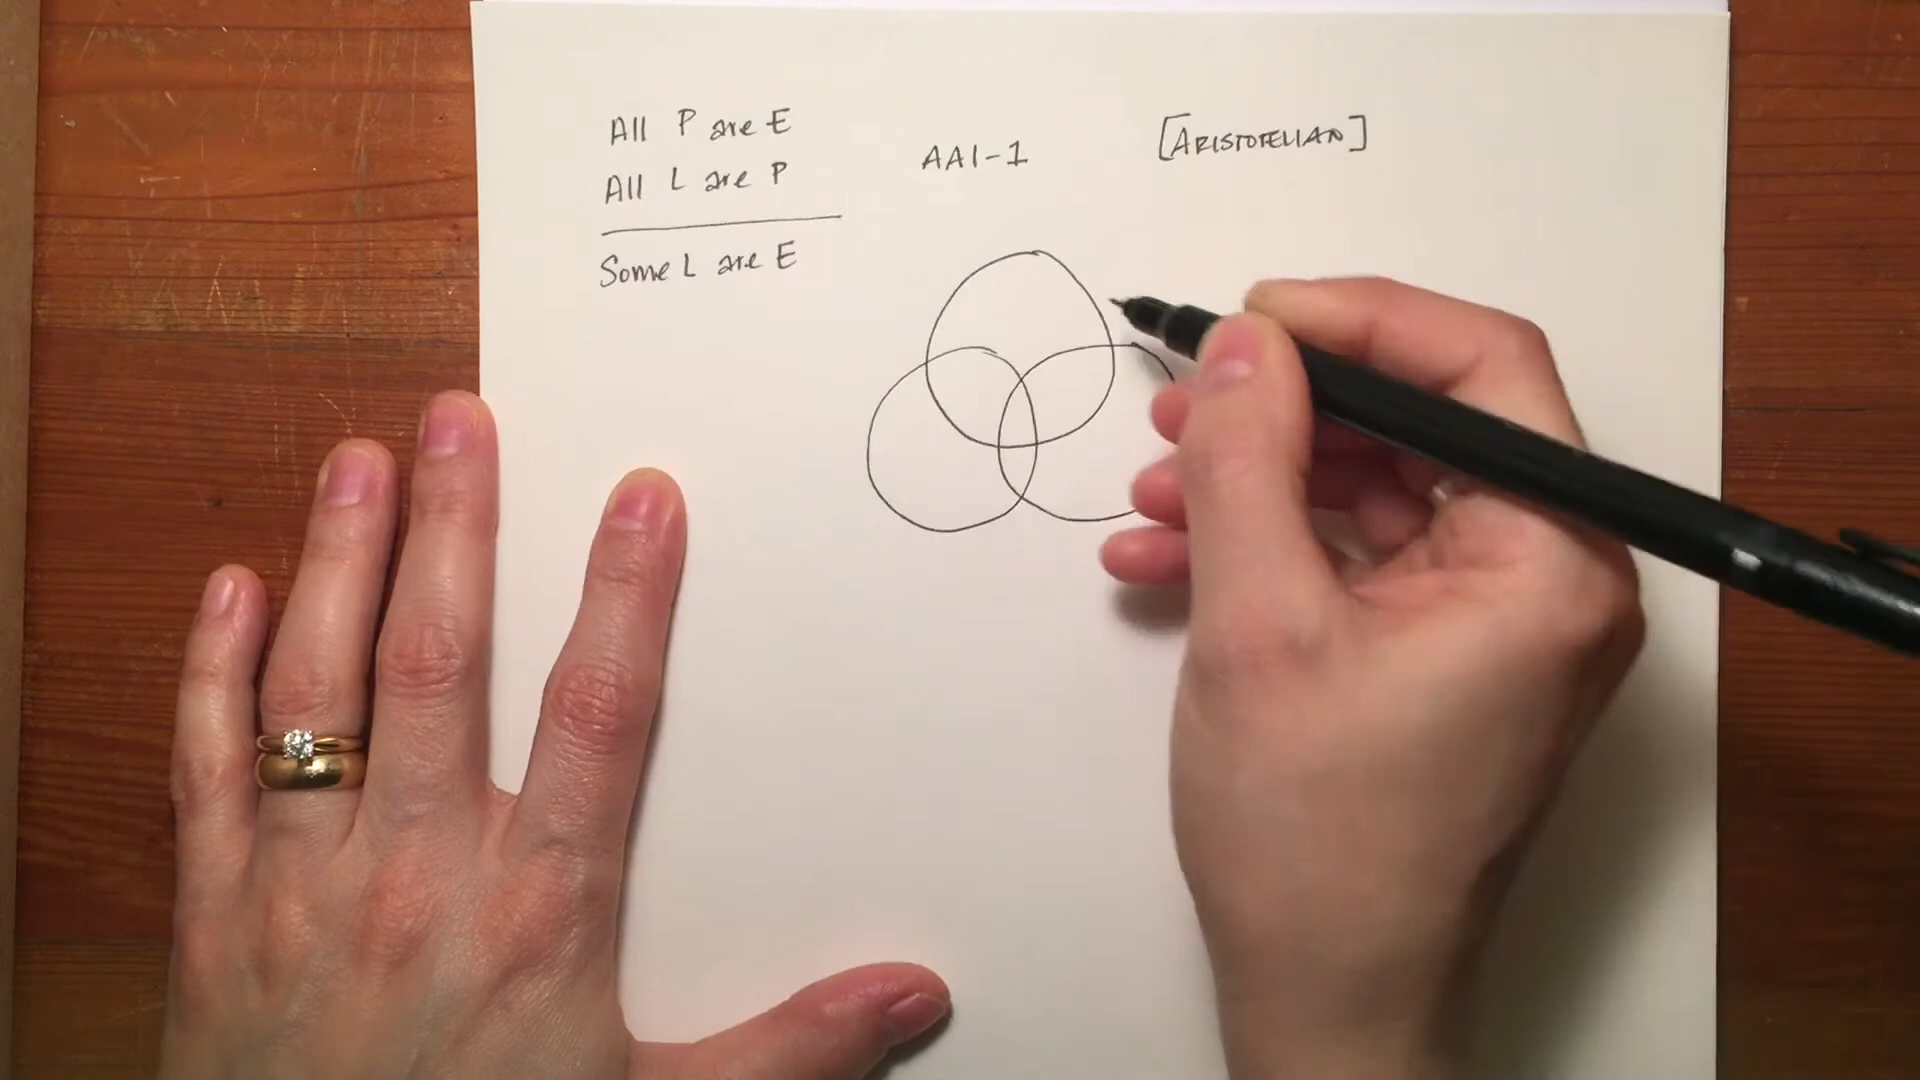 All P are E
All L are P
Some L are E
AAI-1
[ARISTOTELIAN]